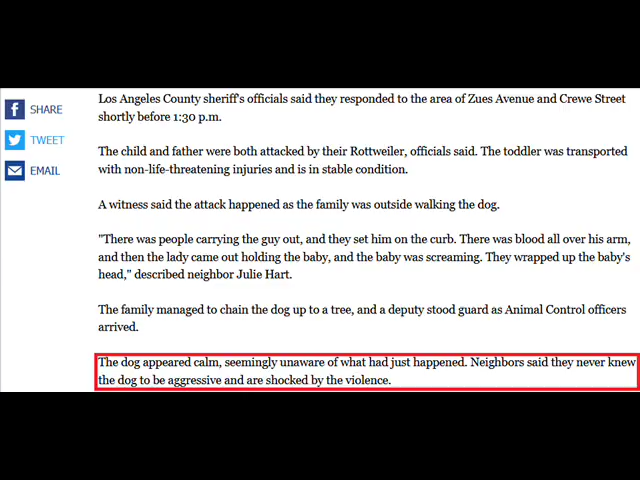 Los Angeles County sheriff's officials said they responded to the area of Zues Avenue and Crewe Street
shortly before 1:30 p.m.
SHARE
TWEET
The child and father were both attacked by their Rottweiler, officials said. The toddler was transported
with non-life-threatening injuries and is in stable condition.
EMAIL
A witness said the attack happened as the family was outside walking the dog.
"There was people carrying the guy out, and they set him on the curb. There was blood all over his arm,
and then the lady came out holding the baby, and the baby was screaming. They wrapped up the baby's
head," described neighbor Julie Hart.
The family managed to chain the dog up to a tree, and a deputy stood guard as Animal Control officers
arrived.
The dog appeared calm, seemingly unaware of what had just happened. Neighbors said they never knew
the dog to be aggressive and are shocked by the violence.